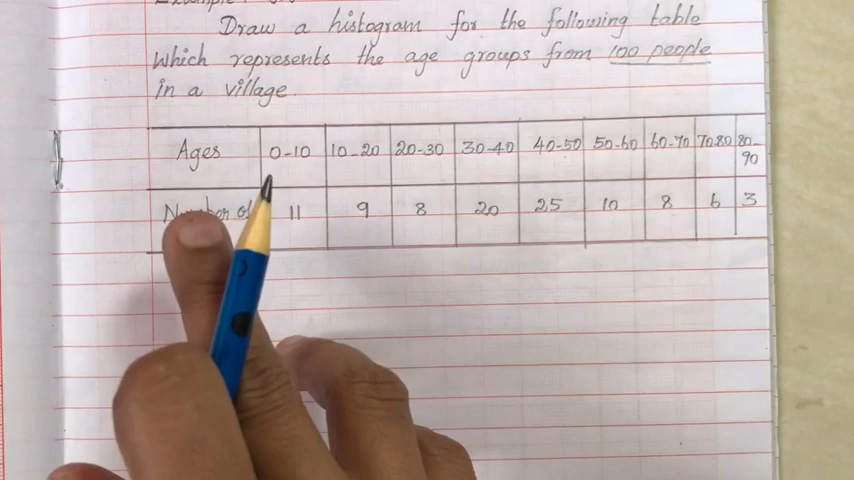 Draw a histogram for the following table
which represents the age groups from 100 people
in a village.
Ages 0-10 10-20 20-30 30-40 40-50 50-60 60-70 70-80 80-90
Number of 11 9 8 20 25 10 8 6 3